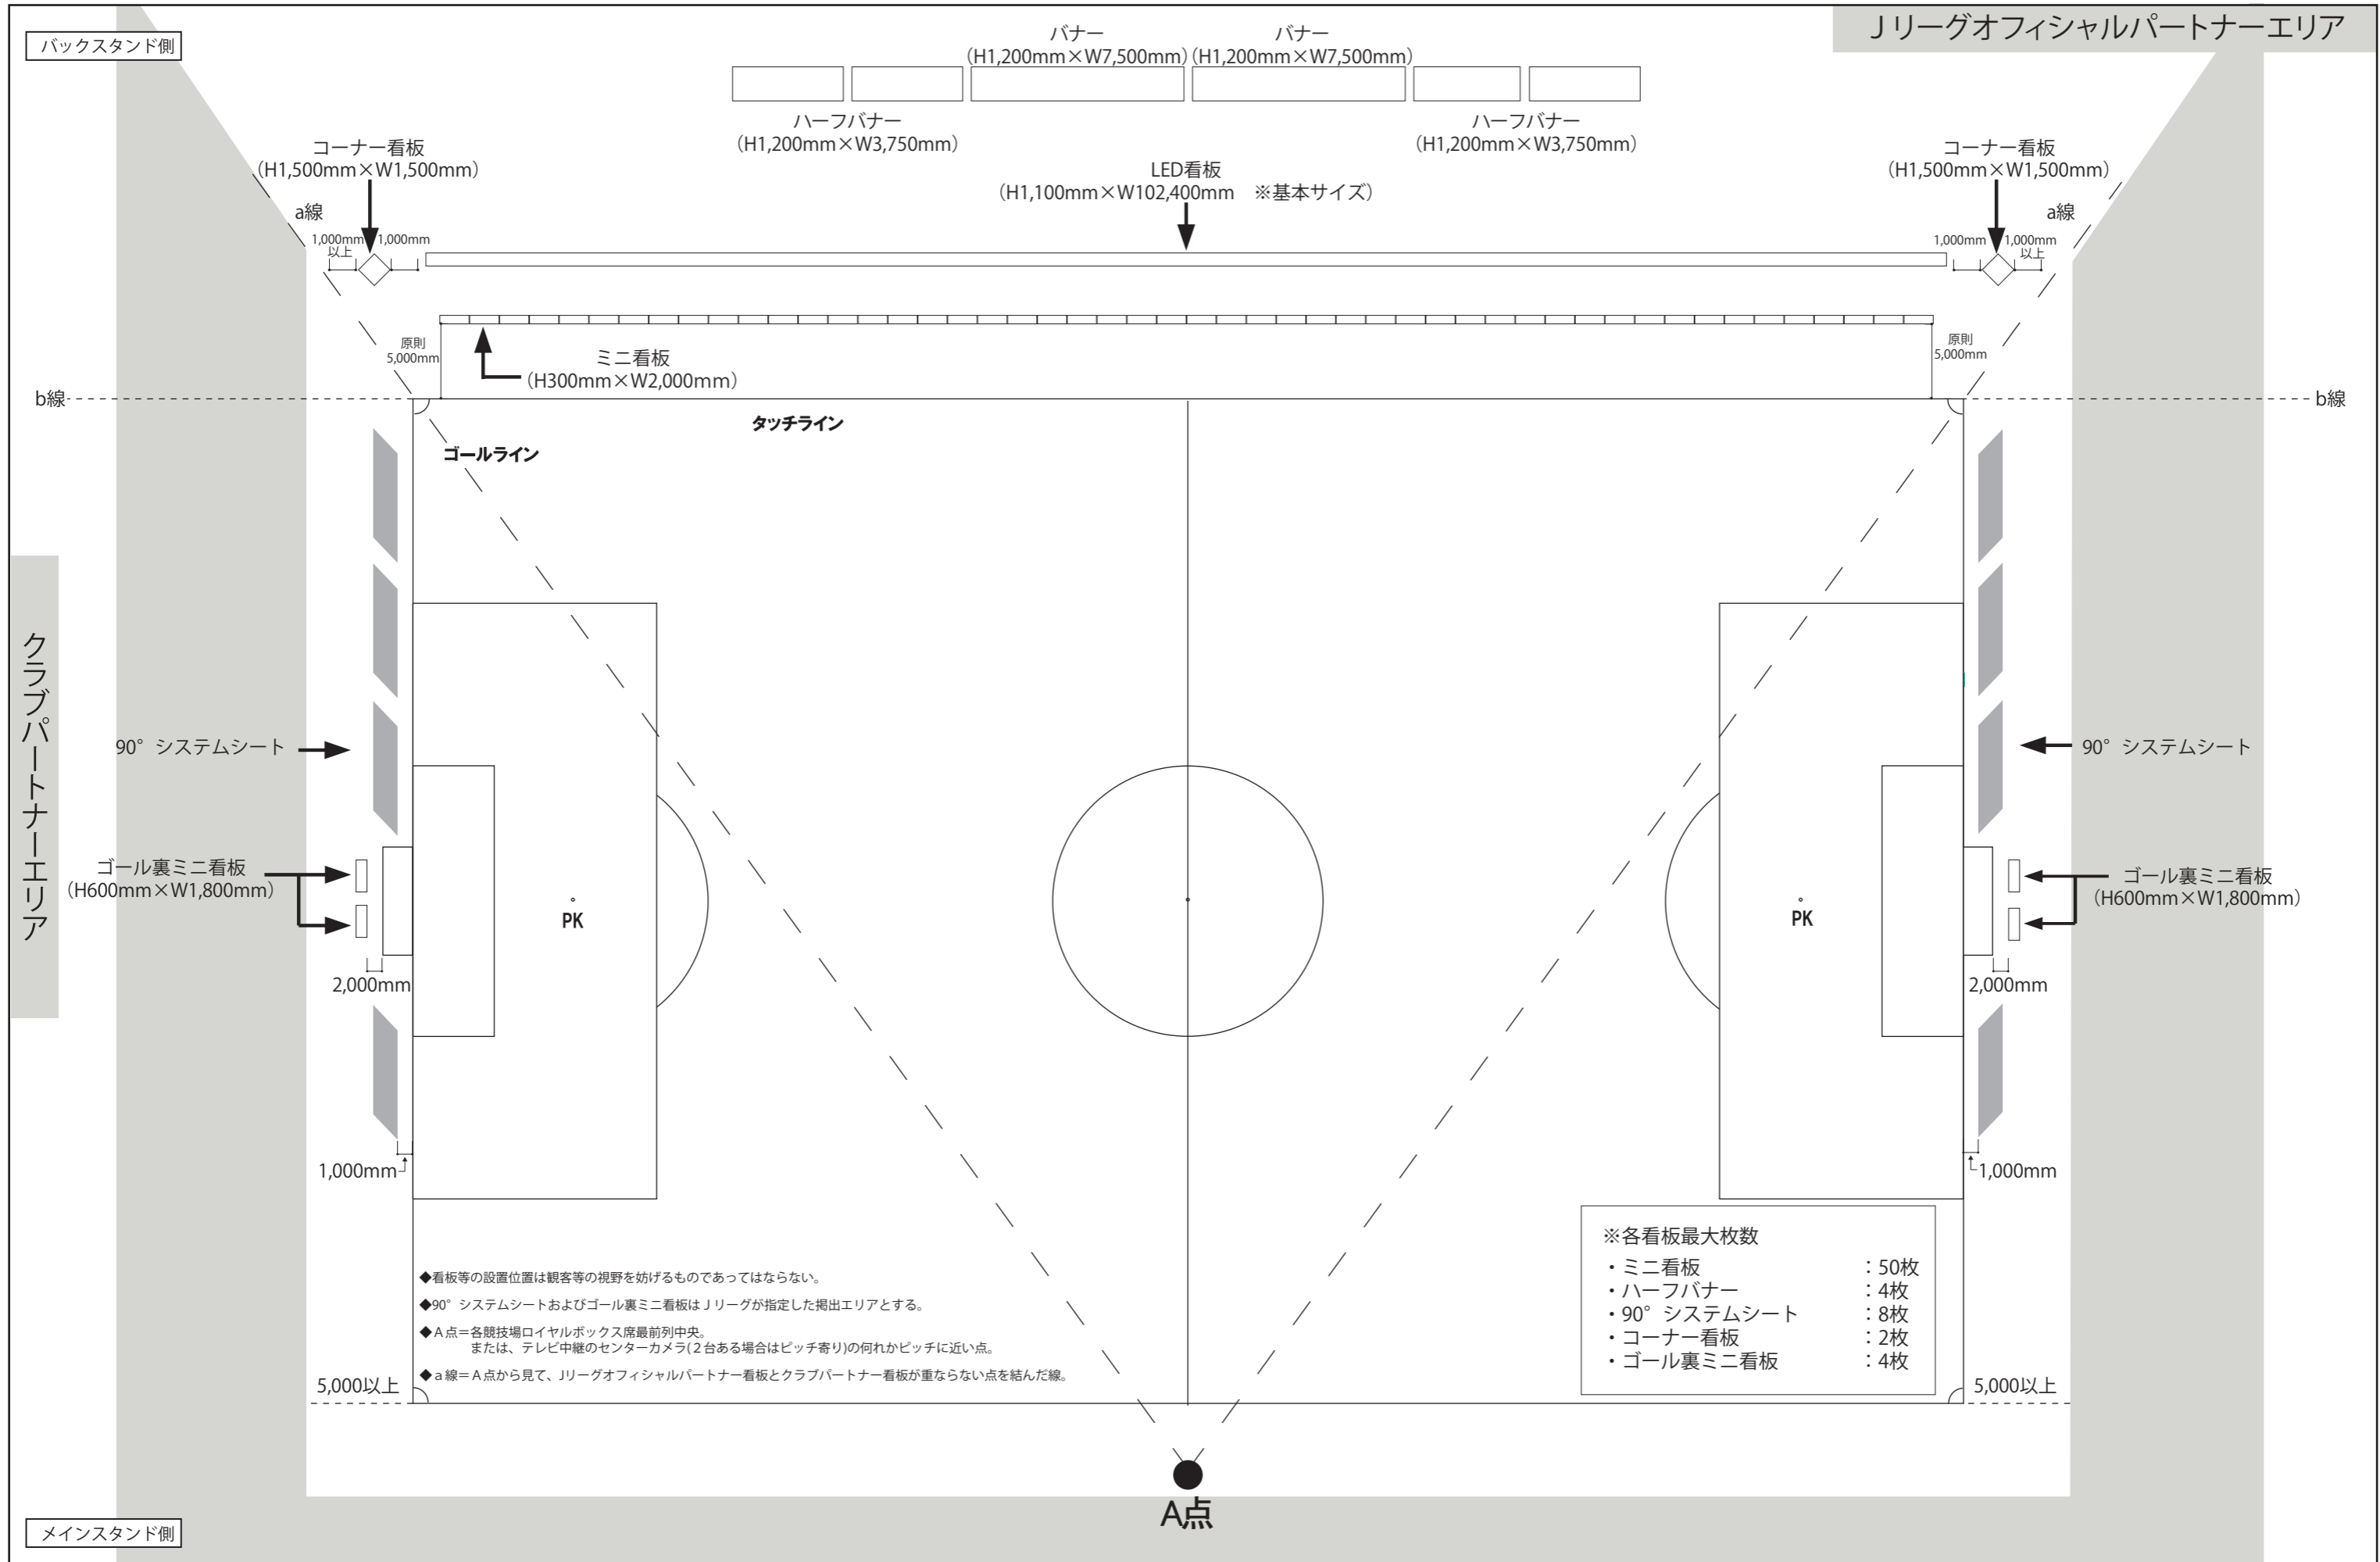 バックスタンド側
Ｊリーグオフィシャルパートナーエリア
バナー
（H1,200mm×W7,500mm）
バナー
（H1,200mm×W7,500mm）
ハーフバナー
（H1,200mm×W3,750mm）
ハーフバナー
（H1,200mm×W3,750mm）
コーナー看板
（H1,500mm×W1,500mm）
LED看板
（H1,100mm×W102,400mm　※基本サイズ）
コーナー看板
（H1,500mm×W1,500mm）
a線
a線
1,000mm
以上
1,000mm
1,000mm
1,000mm
以上
原則
5,000mm
ミニ看板
（H300mm×W2,000mm）
原則
5,000mm
b線
b線
タッチライン
ゴールライン
クラブパートナーエリア
90°システムシート
90°システムシート
ゴール裏ミニ看板
（H600mm×W1,800mm）
ゴール裏ミニ看板
（H600mm×W1,800mm）
PK
PK
2,000mm
2,000mm
1,000mm
1,000mm
※各看板最大枚数
・ミニ看板：50枚
・ハーフバナー：4枚
・90°システムシート：8枚
・コーナー看板：2枚
・ゴール裏ミニ看板：4枚
◆看板等の設置位置は観客等の視野を妨げるものであってはならない。
◆90°システムシートおよびゴール裏ミニ看板はＪリーグが指定した掲出エリアとする。
◆Ａ点＝各競技場ロイヤルボックス席最前列中央。
または、テレビ中継のセンターカメラ(２台ある場合はピッチ寄り)の何れかピッチに近い点。
◆ａ線＝Ａ点から見て、Jリーグオフィシャルパートナー看板とクラブパートナー看板が重ならない点を結んだ線。
5,000以上
5,000以上
A点
メインスタンド側